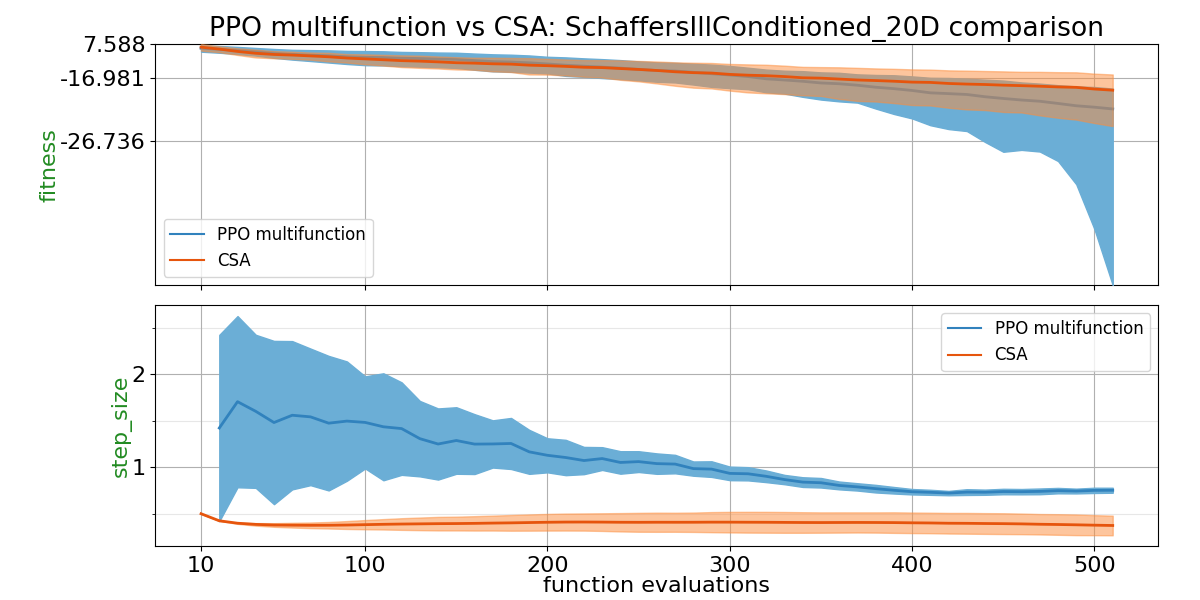 PPO multifunction vs CSA: SchaffersIllConditioned_20D comparison
7.588
-16.981
-26.736
fitness
PPO multifunction
CSA
2
1
step_size
PPO multifunction
CSA
10
100
200
300
400
500
function evaluations